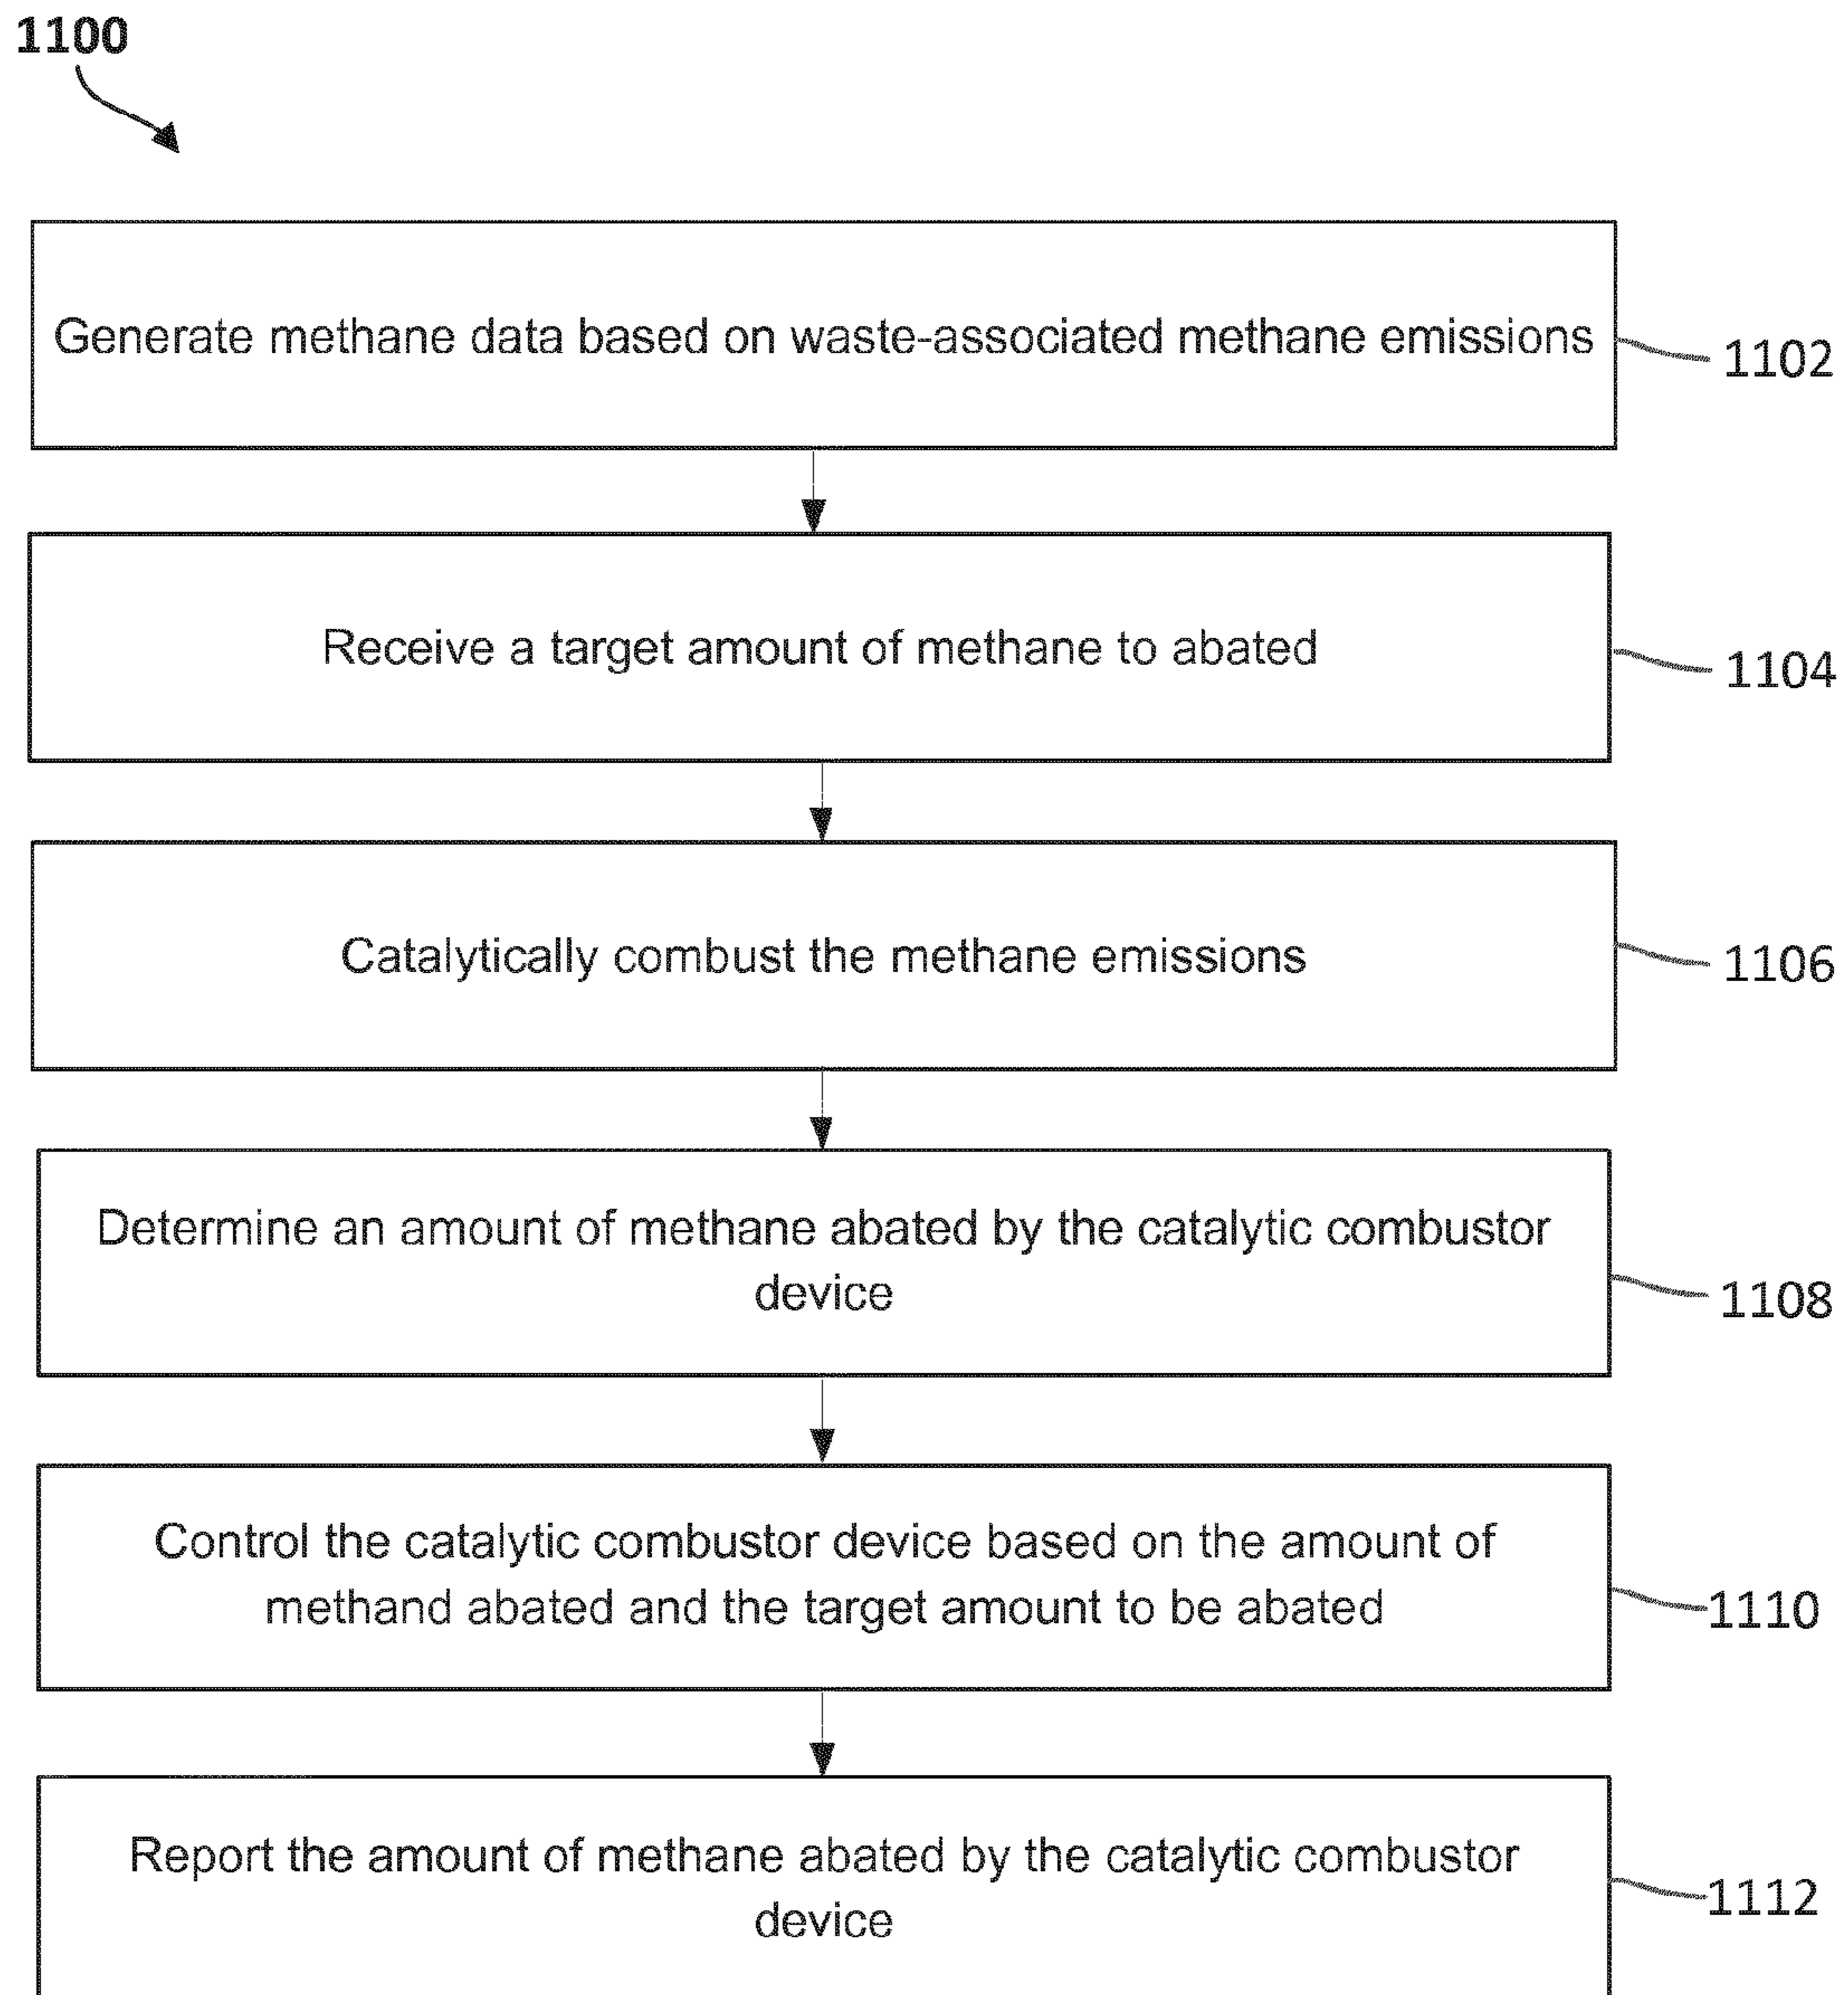 1100
Generate methane data based on waste-associated methane emissions
1102
Receive a target amount of methane to abated
1104
Catalytically combust the methane emissions
1106
Determine an amount of methane abated by the catalytic combustor
device
1108
Control the catalytic combustor device based on the amount of
methand abated and the target amount to be abated
1110
Report the amount of methane abated by the catalytic combustor
device
1112